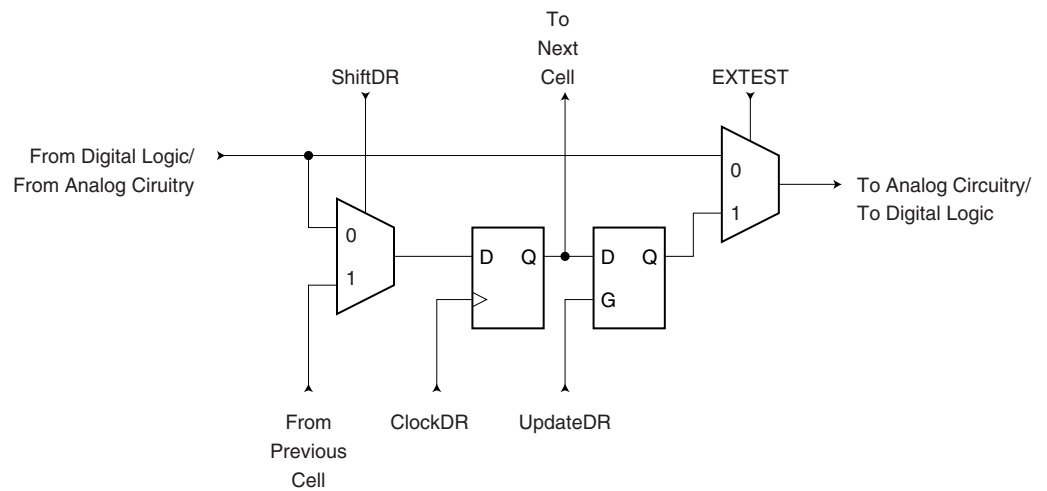 To
Next
Cell
ShiftDR
EXTEST
From Digital Logic/
From Analog Ciruitry
0
1
D Q
D Q
G
0
1
To Analog Circuitry/
To Digital Logic
From
Previous
Cell
ClockDR
UpdateDR